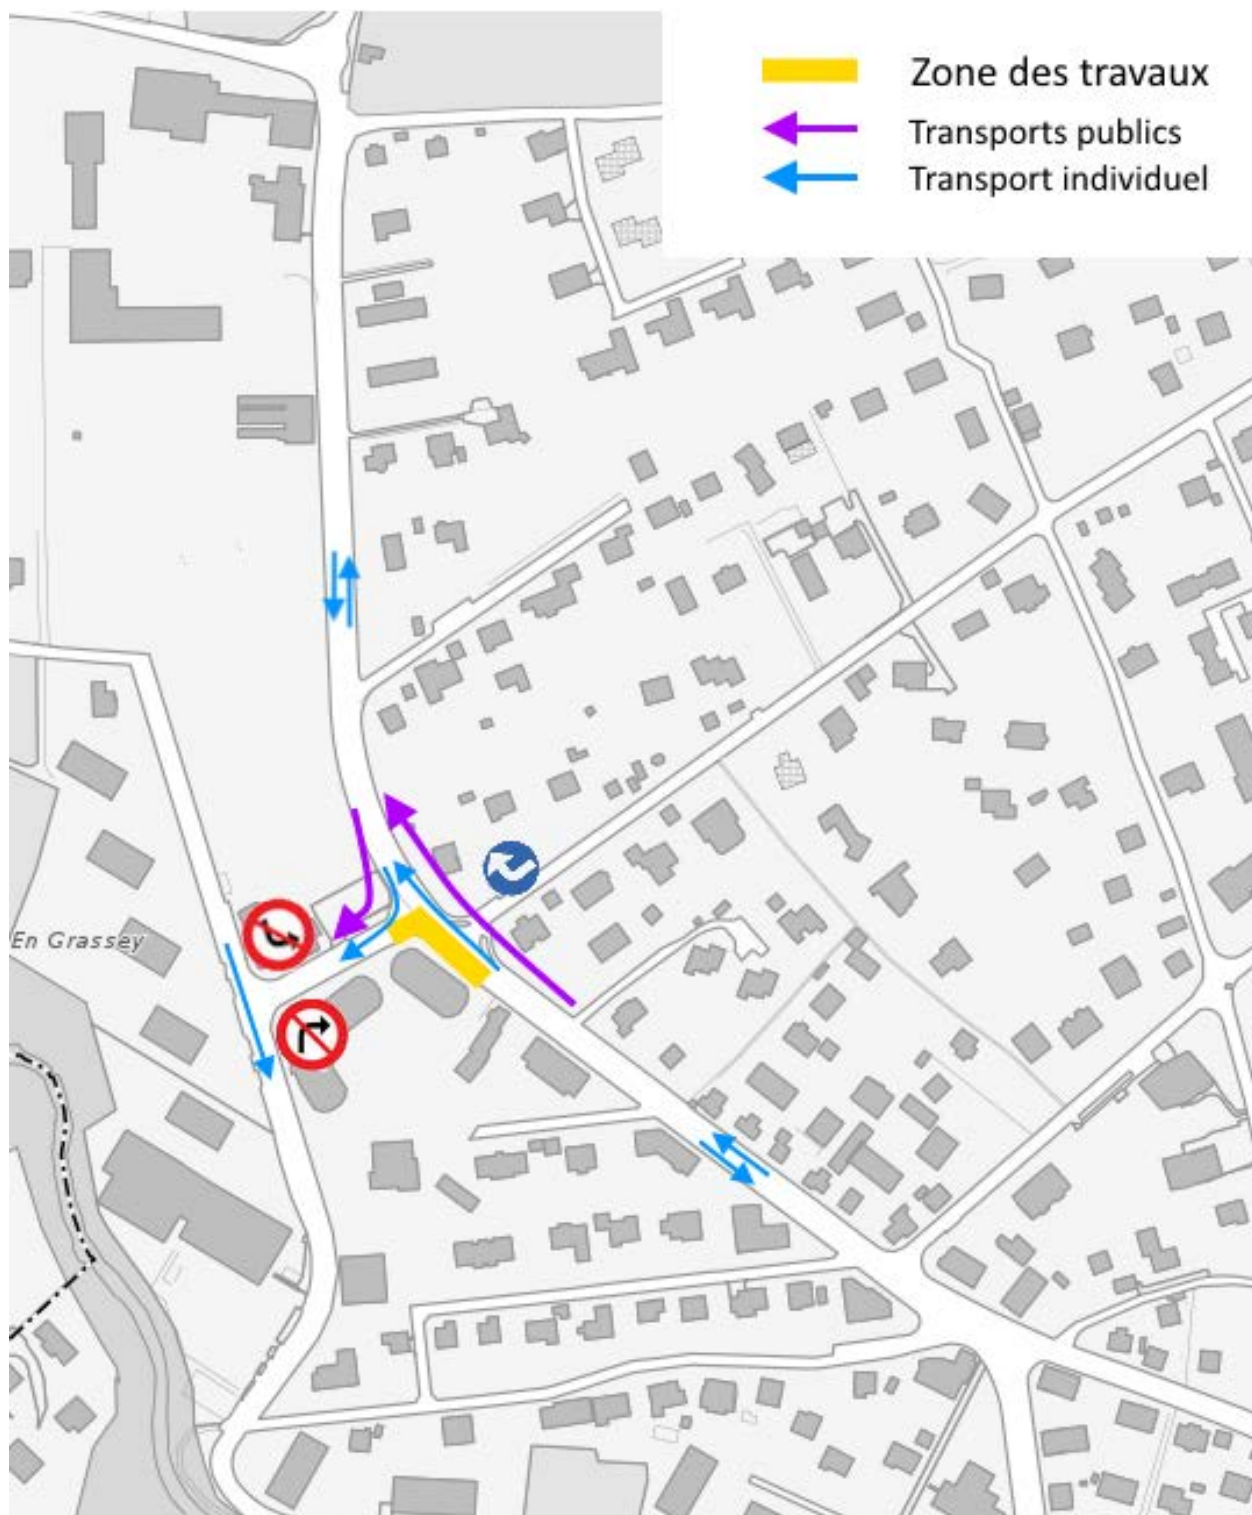 Zone des travaux
Transports publics
Transport individuel
En Grassey